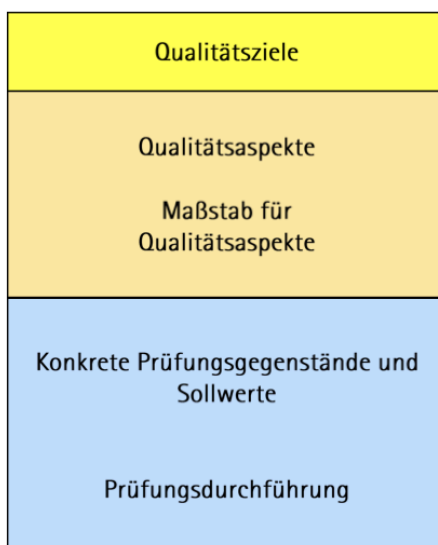 Qualitätsziele
Qualitätsaspekte
Maßstab für
Qualitätsaspekte
Konkrete Prüfungsgegenstände und
Sollwerte
Prüfungsdurchführung